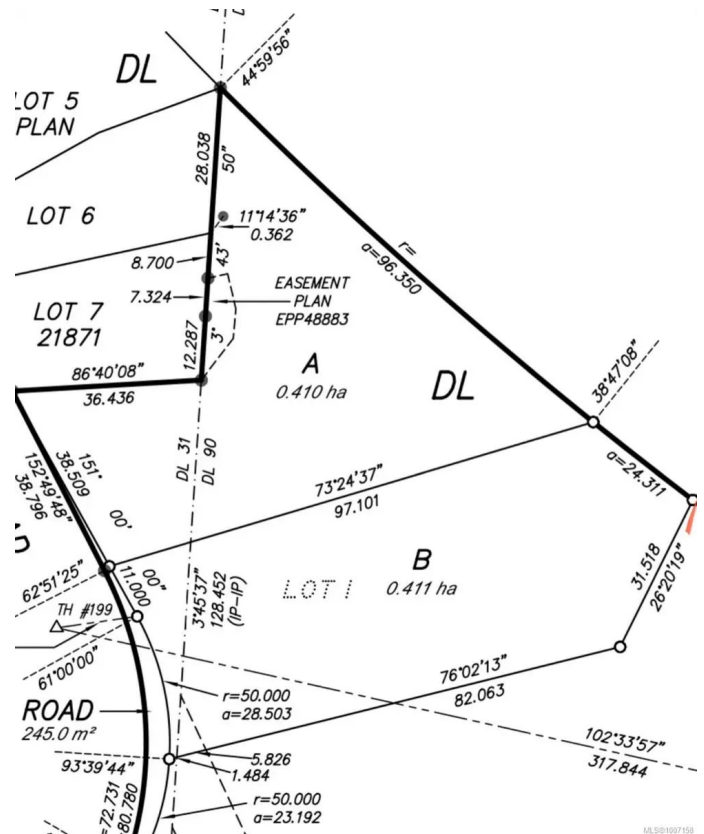 DL
44°59'56"
LOT 5
PLAN
28.038
50"
LOT 6
11°14'36"
0.362
43'
8.700
r=
a=96.350
7.324
EASEMENT
PLAN
EPP48883
LOT 7
21871
12.287
3°
86°40'08"
36.436
A
0.410 ha
DL
38°47'08"
DL 31
DL 90
151°
38.509
152°49'48"
38.796
73°24'37"
97.101
a=24.311
00'
62°51'25"
11.000
00"
B
0.411 ha
LOT 1
31.518
26°20'19"
TH #199
3°45'37"
128.452
(IP-IP)
61°00'00"
76°02'13"
82.063
r=50.000
a=28.503
ROAD
245.0 m²
102°33'57"
317.844
93°39'44"
5.826
1.484
=72.731
=80.780
r=50.000
a=23.192
MLS®1097156